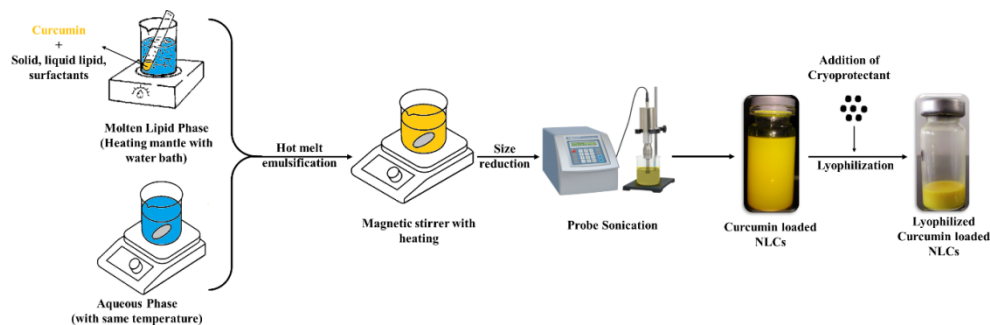 Curcumin
+
Solid, liquid lipid,
surfactants
Molten Lipid Phase
(Heating mantle with
water bath)
Aqueous Phase
(with same temperature)
Hot melt
emulsification
Magnetic stirrer with
heating
Size
reduction
Probe Sonication
Curcumin loaded
NLCs
Addition of
Cryoprotectant
Lyophilization
Lyophilized
Curcumin loaded
NLCs